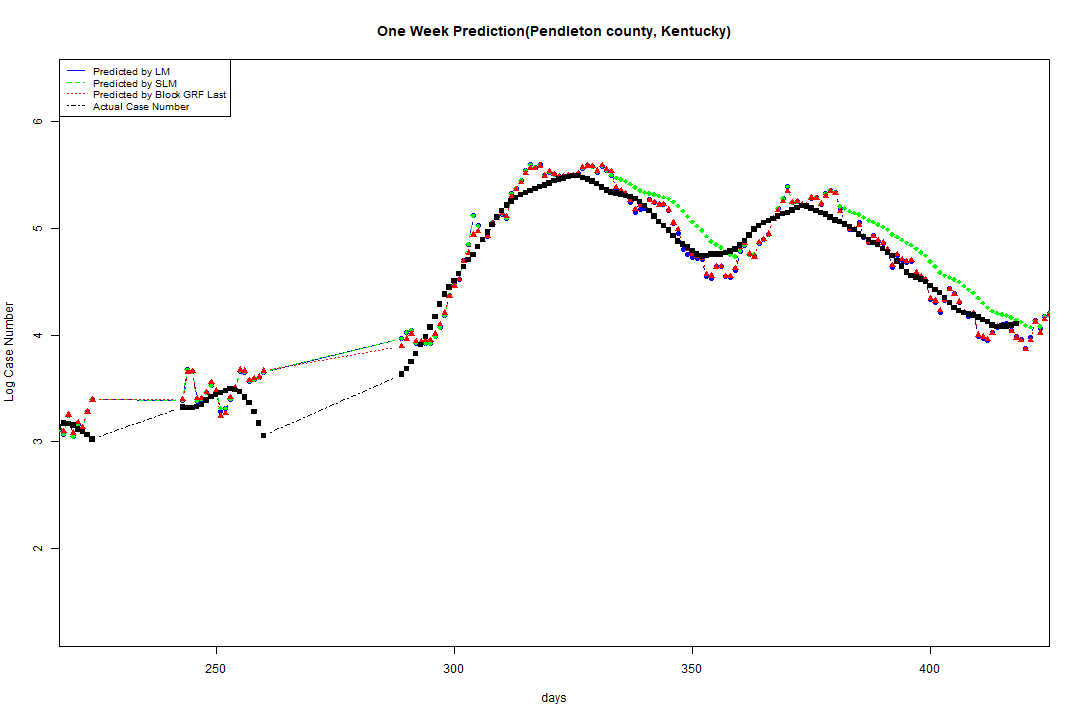 One Week Prediction(Pendleton county, Kentucky)
Predicted by LM
Predicted by SLM
Predicted by Block GRF Last
Actual Case Number
6
5
4
3
2
Log Case Number
250 300 350 400
days